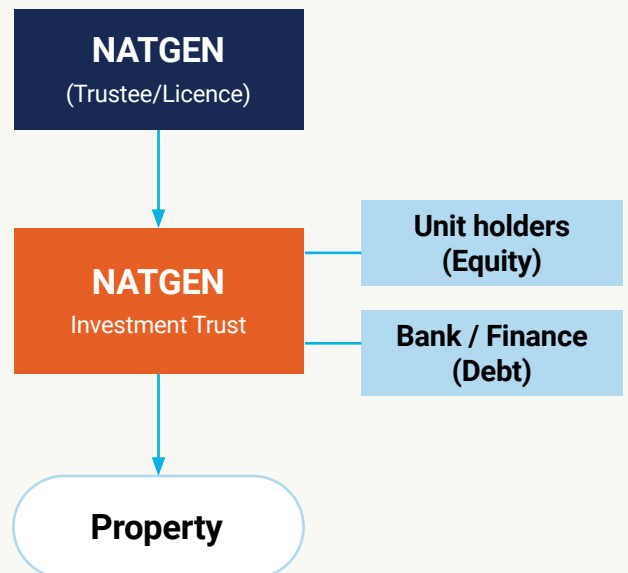 NATGEN
(Trustee/Licence)
NATGEN
Investment Trust
Unit holders
(Equity)
Bank / Finance
(Debt)
Property